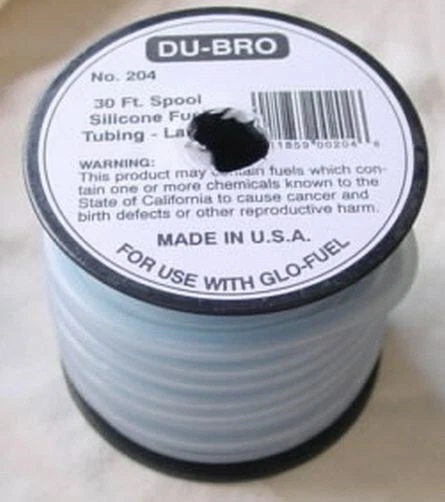 DU-BRO
No. 204
30 Ft. Spool
Silicone
Tubing -
WARNING:
This product may contain fuels which con-
tain one or more chemicals known to the
State of California to cause cancer and
birth defects or other reproductive harm.
MADE IN U.S.A.
FOR USE WITH GLO-FUEL